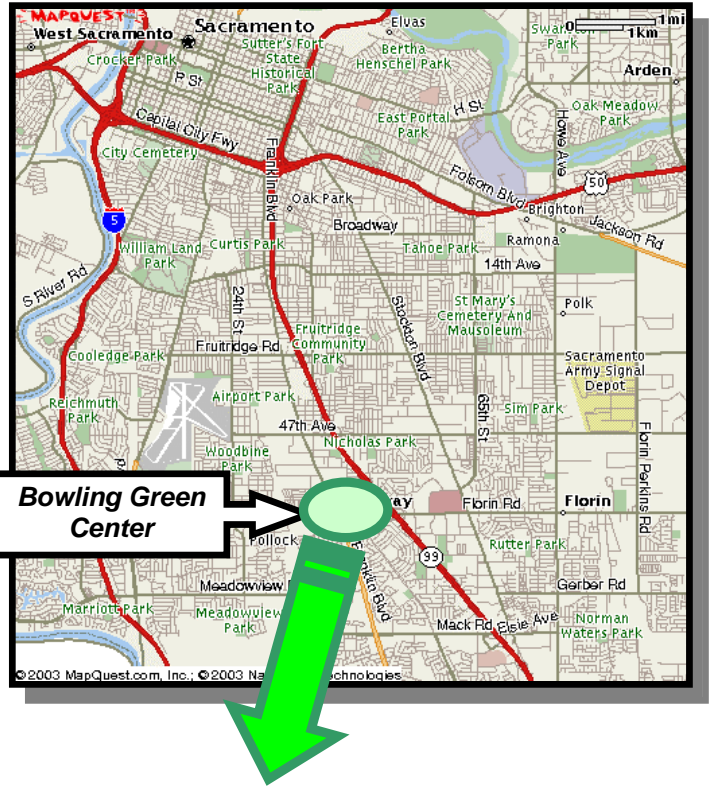 MAPQUEST
West Sacramento
Sacramento
Elvas
0 1mi
1km
Crocker Park
Sutter's Fort
State
Historical
Park
Bertha
Henschel Park
Park
Arden
P St
H St
Capital City Fwy
East Portal
Park
Oak Meadow
Park
Howe Ave
City Cemetery
Franklin Blvd
Folsom Blvd
50
Oak Park
Brighton
5
Broadway
Jackson Rd
William Land
Park
Curtis Park
Tahoe Park
Ramona
14th Ave
S River Rd
24th St
Stockton Blvd
St Mary's
Cemetery And
Mausoleum
Polk
Fruitridge
Community
Park
Fruitridge Rd
Cooledge Park
Sacramento
Army Signal
Depot
Reichmuth
Park
Airport Park
65th St
Sim Park
47th Ave
Nicholas Park
Florin Perkins Rd
Woodbine
Park
Bowling Green
Center
ay
Florin Rd
Florin
Pollock
99
Rutter Park
klin Blvd
Meadowview
Gerber Rd
Marriott Park
Meadowview
Park
Mack Rd
Elsie Ave
Norman
Waters Park
©2003 MapQuest.com, Inc.; ©2003 Na echnologies